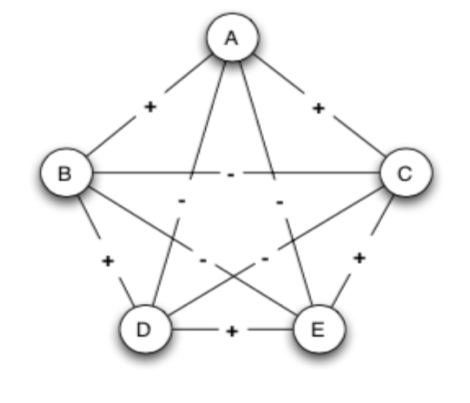 A
+ +
B - C
- -
+ - - +
D + E